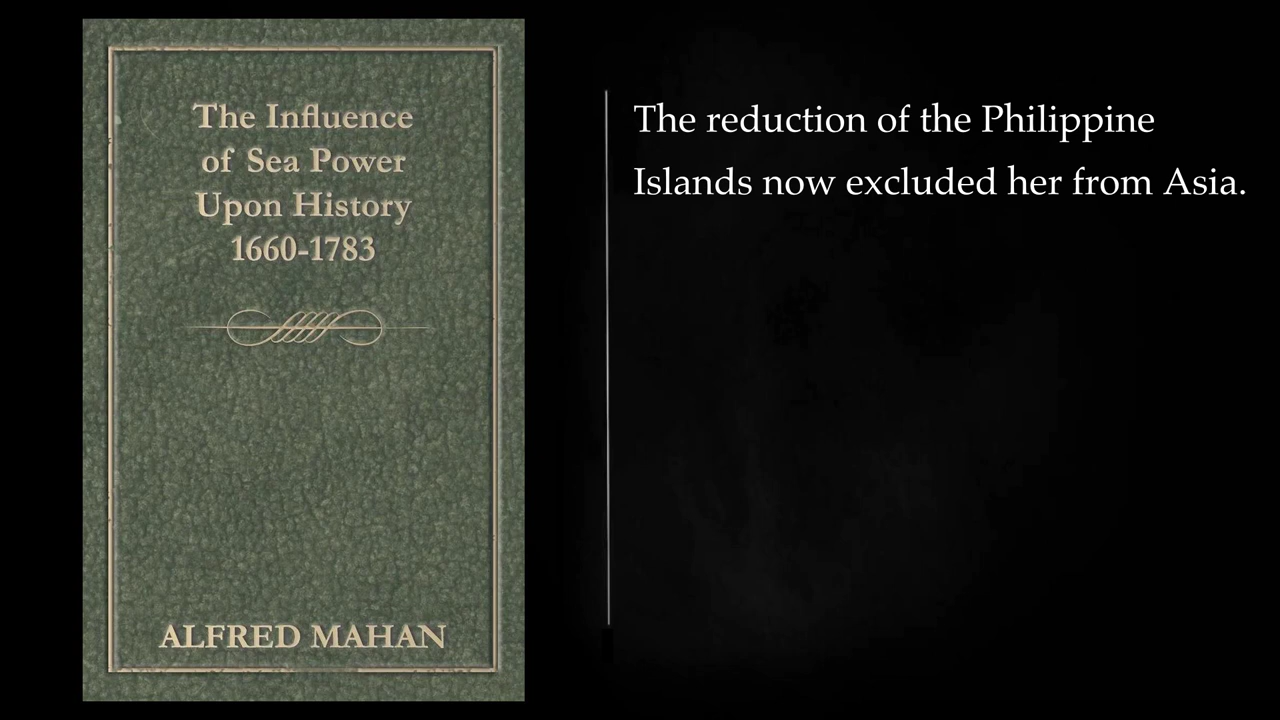 The Influence
of Sea Power
Upon History
1660-1783
ALFRED MAHAN
The reduction of the Philippine
Islands now excluded her from Asia.